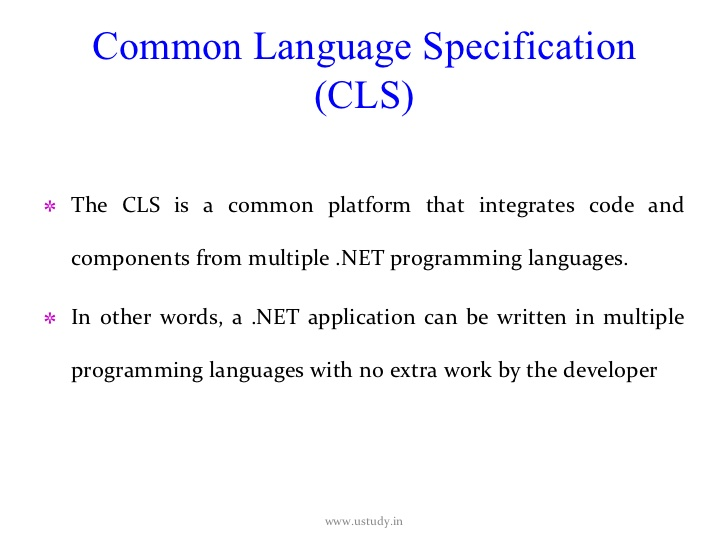 Common Language Specification
(CLS)
✲ The CLS is a common platform that integrates code and
components from multiple .NET programming languages.
✲ In other words, a .NET application can be written in multiple
programming languages with no extra work by the developer
www.ustudy.in